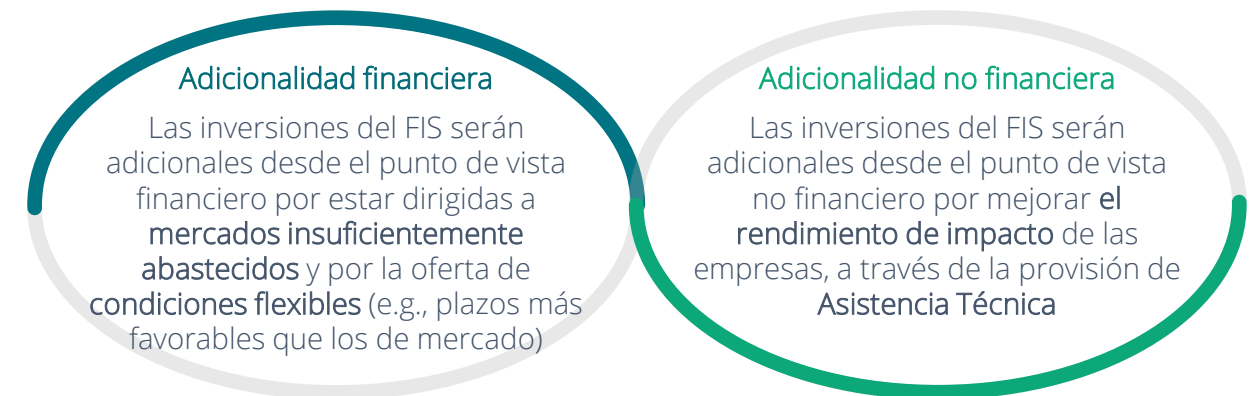 Adicionalidad financiera
Las inversiones del FIS serán
adicionales desde el punto de vista
financiero por estar dirigidas a
mercados insuficientemente
abastecidos y por la oferta de
condiciones flexibles (e.g., plazos más
favorables que los de mercado)
Adicionalidad no financiera
Las inversiones del FIS serán
adicionales desde el punto de vista
no financiero por mejorar el
rendimiento de impacto de las
empresas, a través de la provisión de
Asistencia Técnica